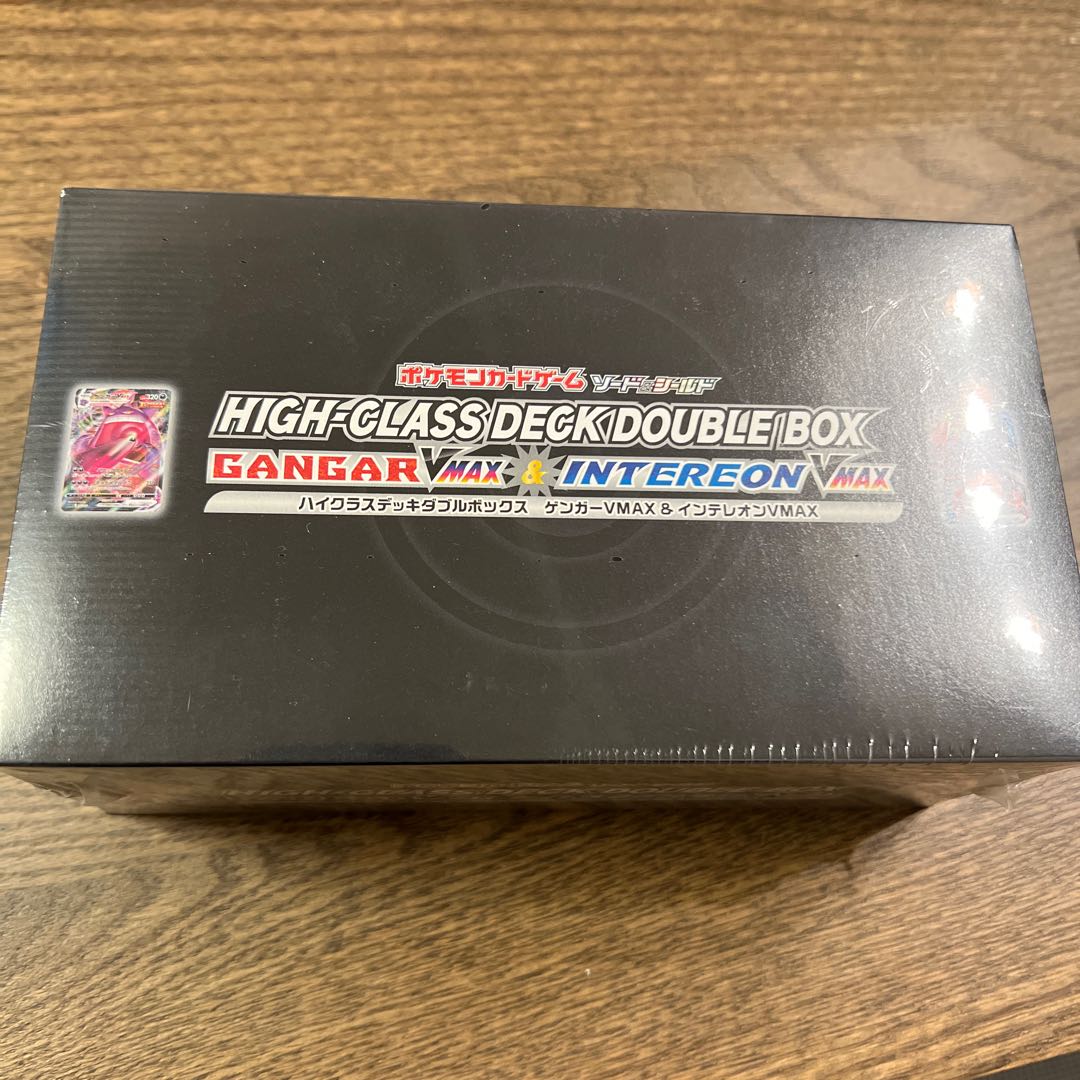 ポケモンカードゲーム ソード&シールド
HIGH-CLASS DECK DOUBLE BOX
GANGAR VMAX & INTEREON VMAX
ハイクラスデッキダブルボックス ゲンガーVMAX & インテレオンVMAX
320